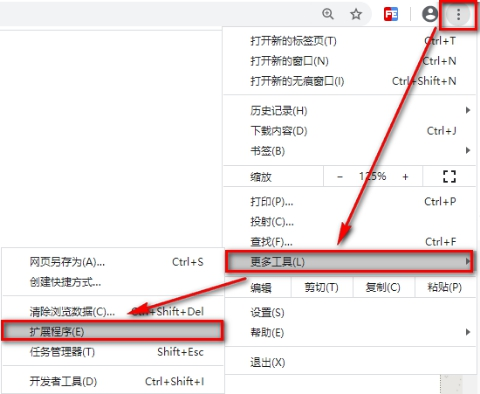 FE
打开新的标签页(T) Ctrl+T
打开新的窗口(N) Ctrl+N
打开新的无痕窗口(I) Ctrl+Shift+N
历史记录(H)
下载内容(D) Ctrl+J
书签(B)
缩放 − 125% +
打印(P)... Ctrl+P
投射(C)...
查找(F)... Ctrl+F
更多工具(L)
编辑 剪切(T) 复制(C) 粘贴(P)
设置(S)
帮助(E)
退出(X)
网页另存为(A)... Ctrl+S
创建快捷方式...
清除浏览数据(C)... Ctrl+Shift+Del
扩展程序(E)
任务管理器(T) Shift+Esc
开发者工具(D) Ctrl+Shift+I